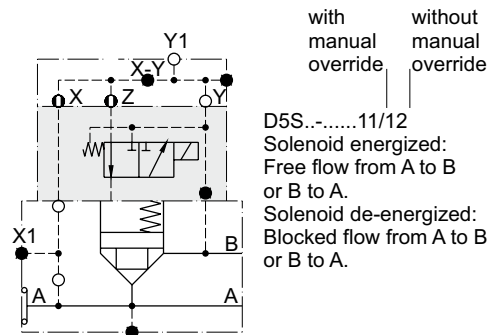 with manual override
without manual override
Y1
X-Y
X
Z
Y
X1
B
A
A
D5S..-......11/12
Solenoid energized:
Free flow from A to B
or B to A.
Solenoid de-energized:
Blocked flow from A to B
or B to A.